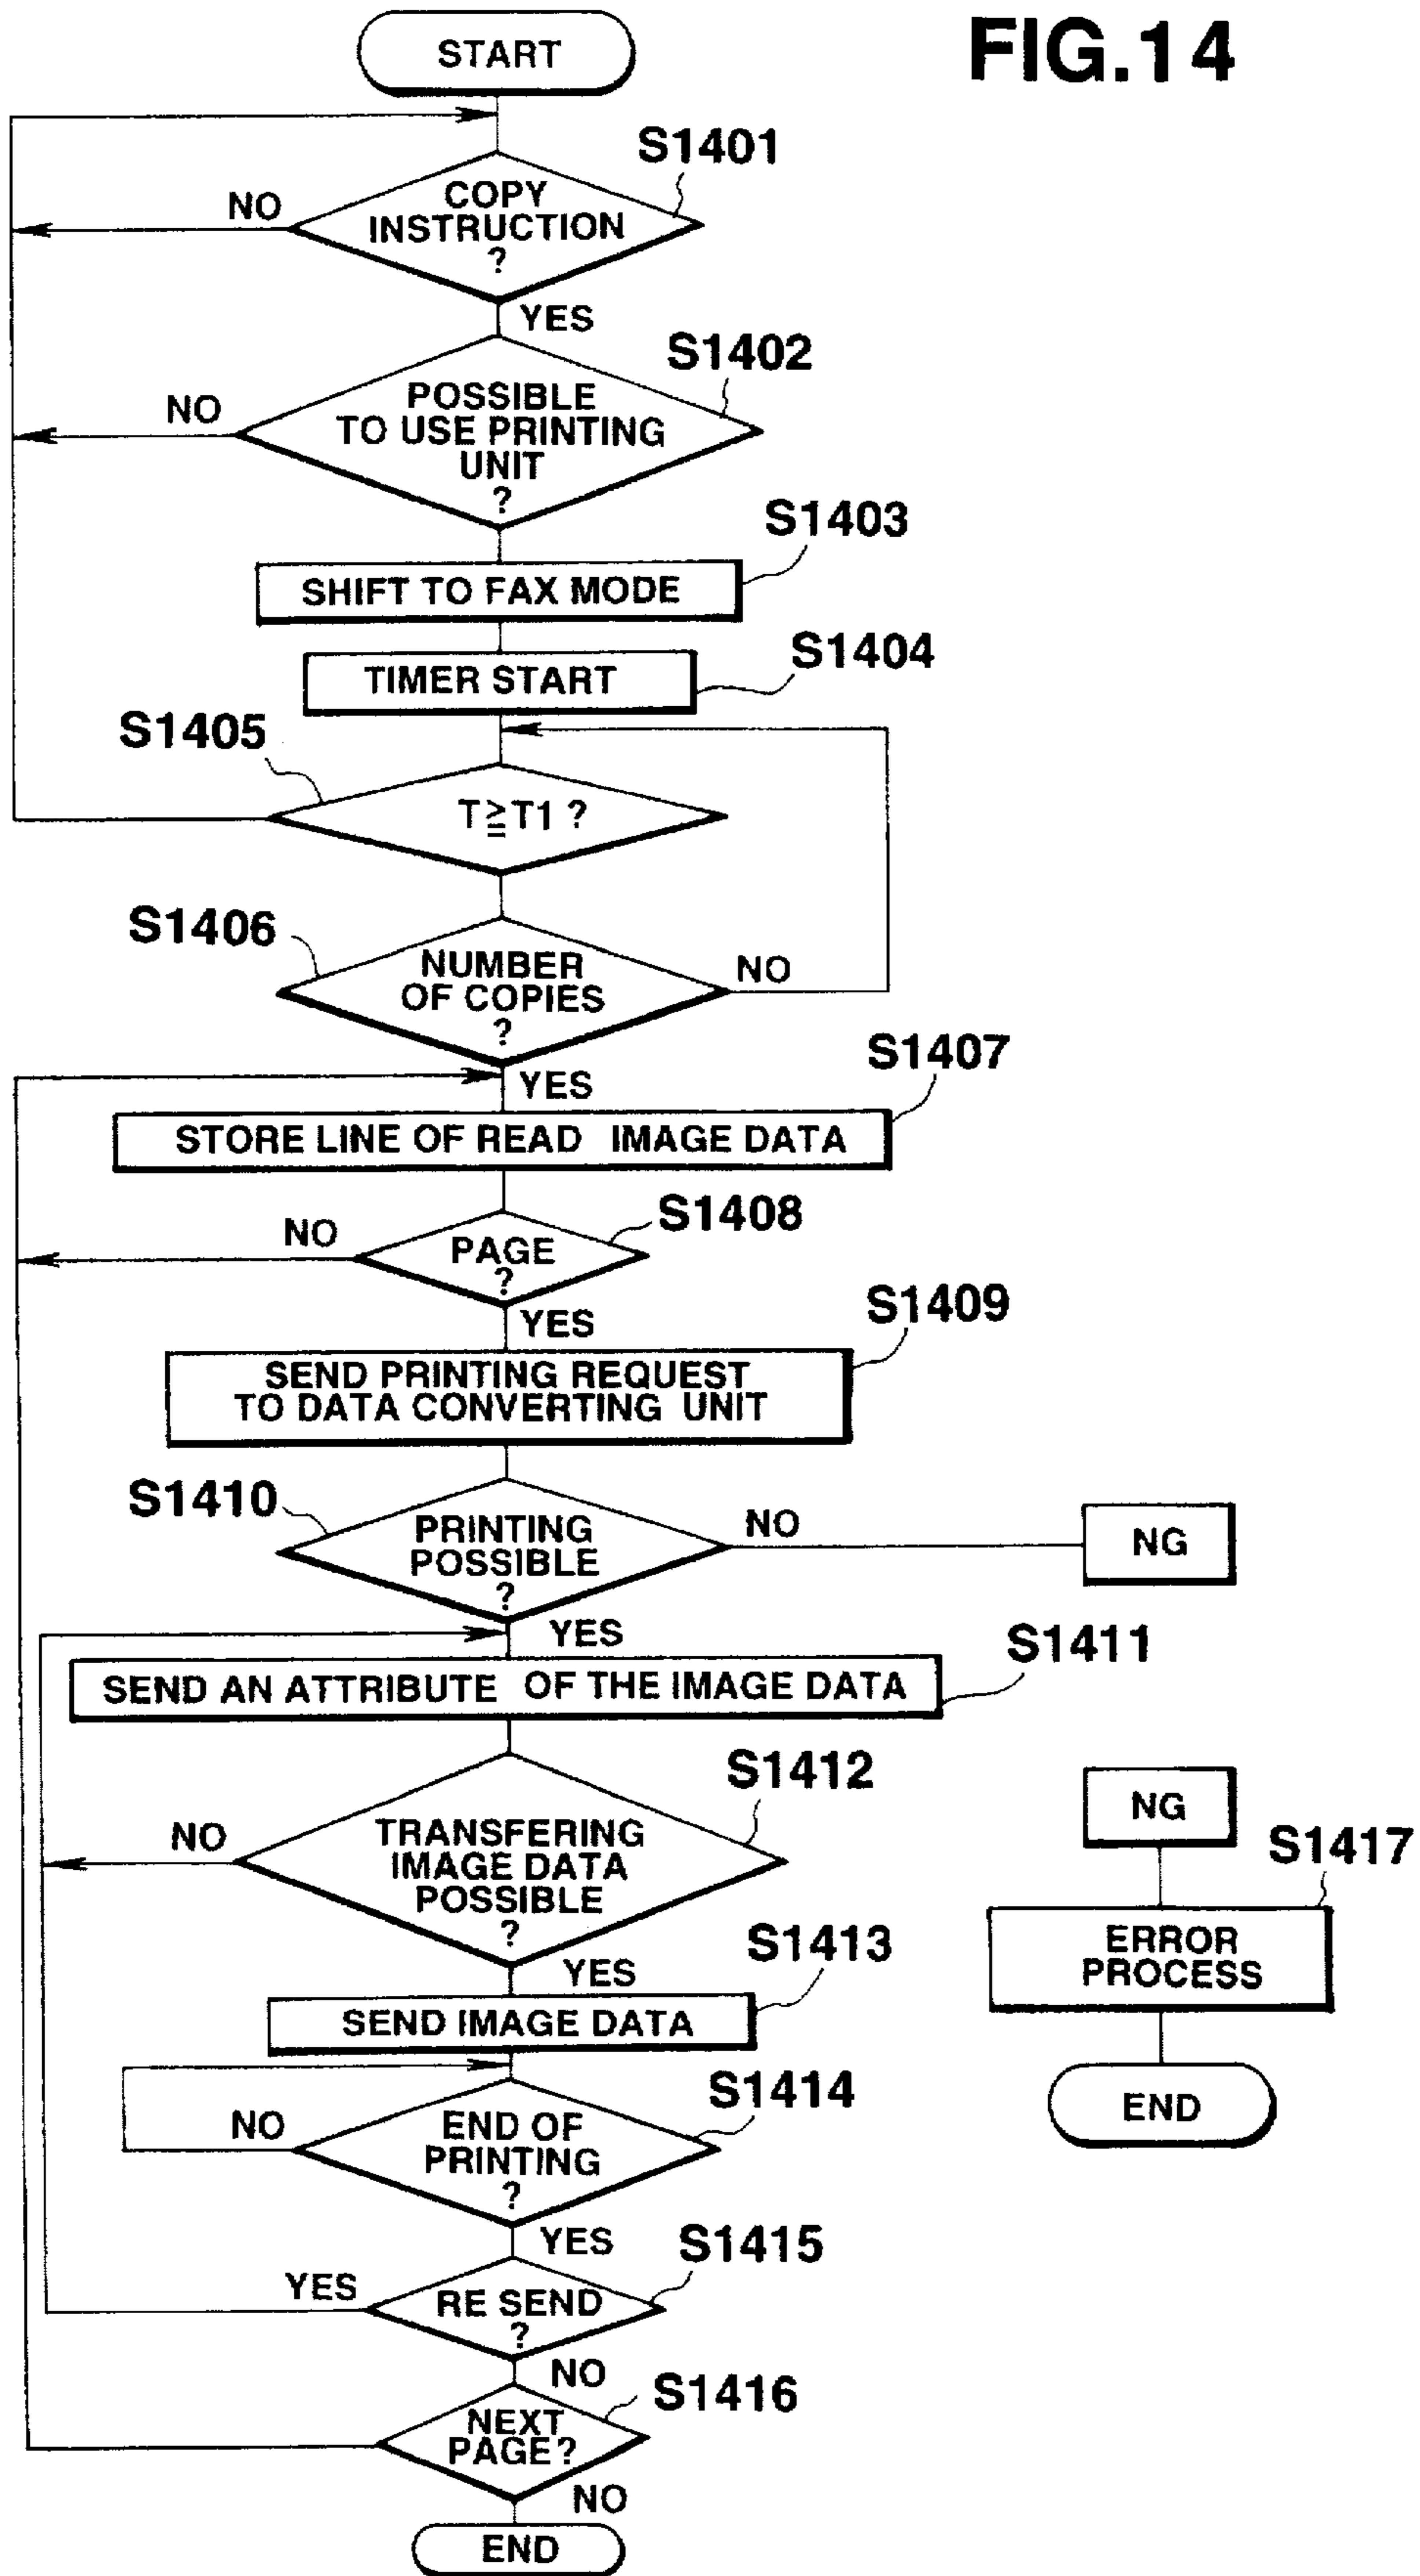 FIG.14
START
S1401
COPY
INSTRUCTION
?
NO
YES
S1402
POSSIBLE
TO USE PRINTING
UNIT
?
NO
S1403
SHIFT TO FAX MODE
S1404
TIMER START
S1405
T≧T1 ?
S1406
NUMBER
OF COPIES
?
NO
YES
S1407
STORE LINE OF READ IMAGE DATA
S1408
PAGE
?
NO
YES
S1409
SEND PRINTING REQUEST
TO DATA CONVERTING UNIT
S1410
PRINTING
POSSIBLE
?
NO
NG
YES
S1411
SEND AN ATTRIBUTE OF THE IMAGE DATA
S1412
TRANSFERING
IMAGE DATA
POSSIBLE
?
NO
YES
S1413
SEND IMAGE DATA
S1414
END OF
PRINTING
?
NO
YES
S1415
RE SEND
?
YES
NO
S1416
NEXT
PAGE?
NO
END
NG
S1417
ERROR
PROCESS
END